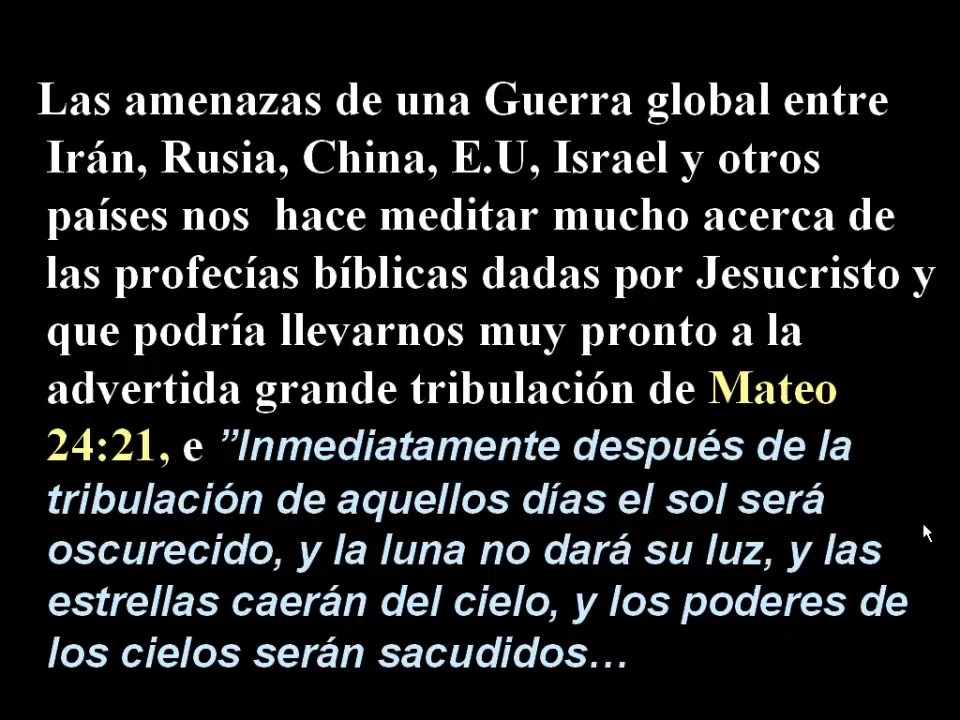 Las amenazas de una Guerra global entre
Irán, Rusia, China, E.U, Israel y otros
países nos  hace meditar mucho acerca de
las profecías bíblicas dadas por Jesucristo y
que podría llevarnos muy pronto a la
advertida grande tribulación de Mateo
24:21, e ”Inmediatamente después de la
tribulación de aquellos días el sol será
oscurecido, y la luna no dará su luz, y las
estrellas caerán del cielo, y los poderes de
los cielos serán sacudidos…